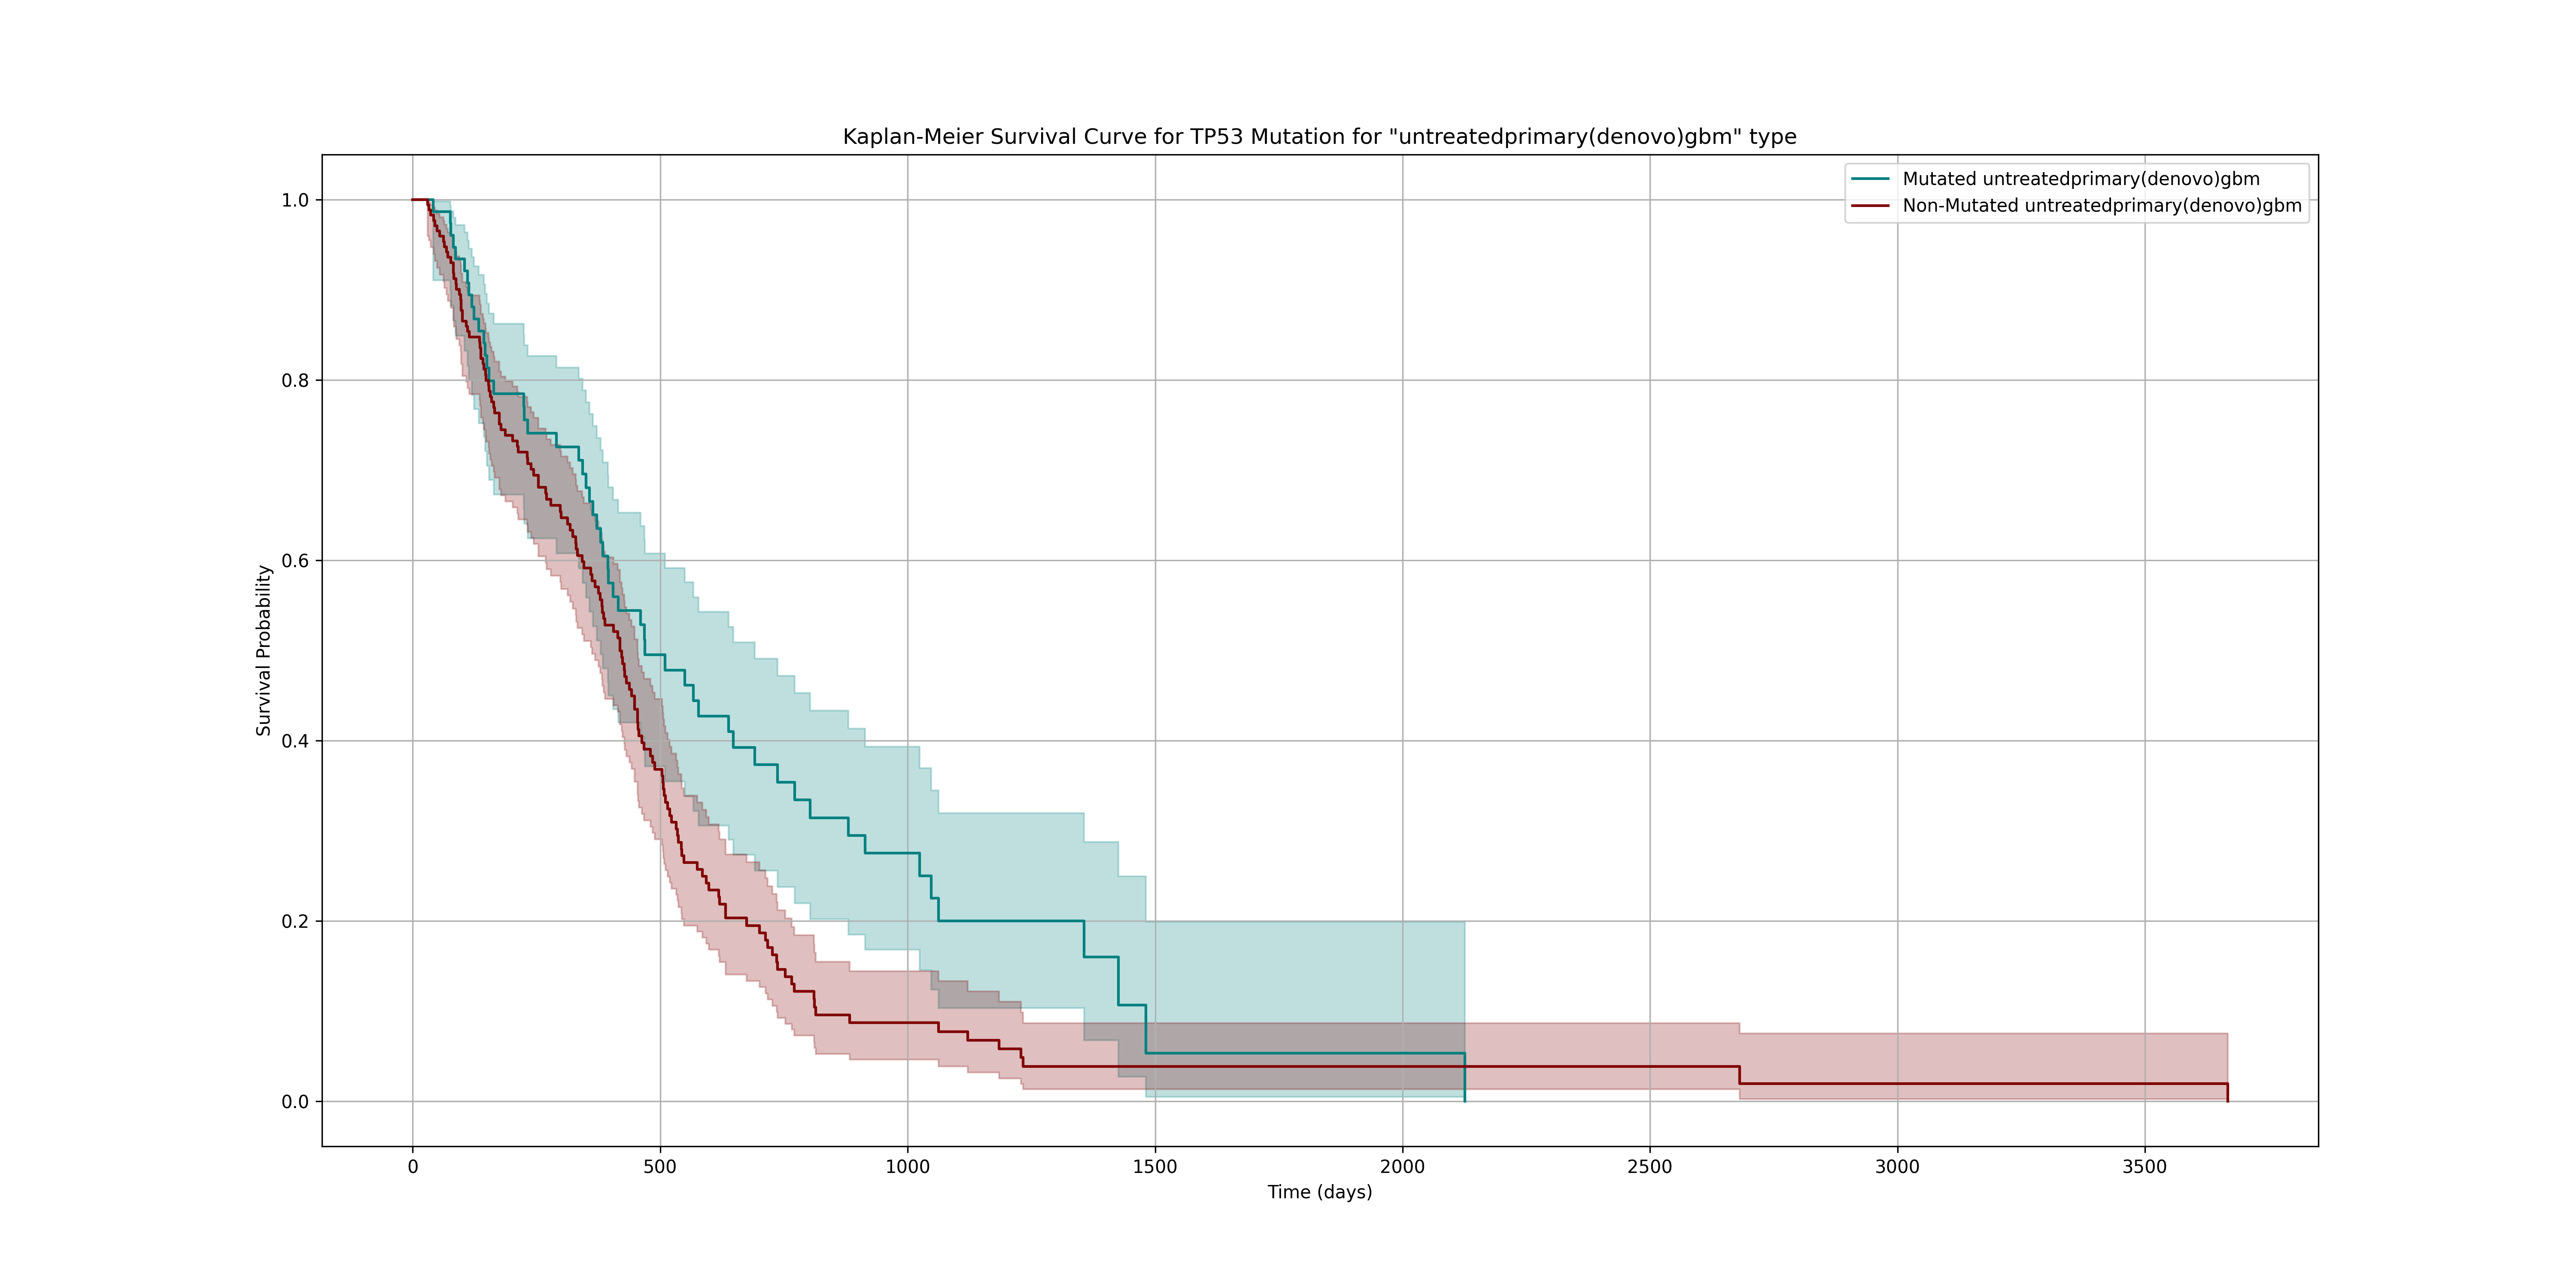 Kaplan-Meier Survival Curve for TP53 Mutation for "untreatedprimary(denovo)gbm" type
Mutated untreatedprimary(denovo)gbm
Non-Mutated untreatedprimary(denovo)gbm
1.0
0.8
0.6
0.4
0.2
0.0
Survival Probability
0 500 1000 1500 2000 2500 3000 3500
Time (days)